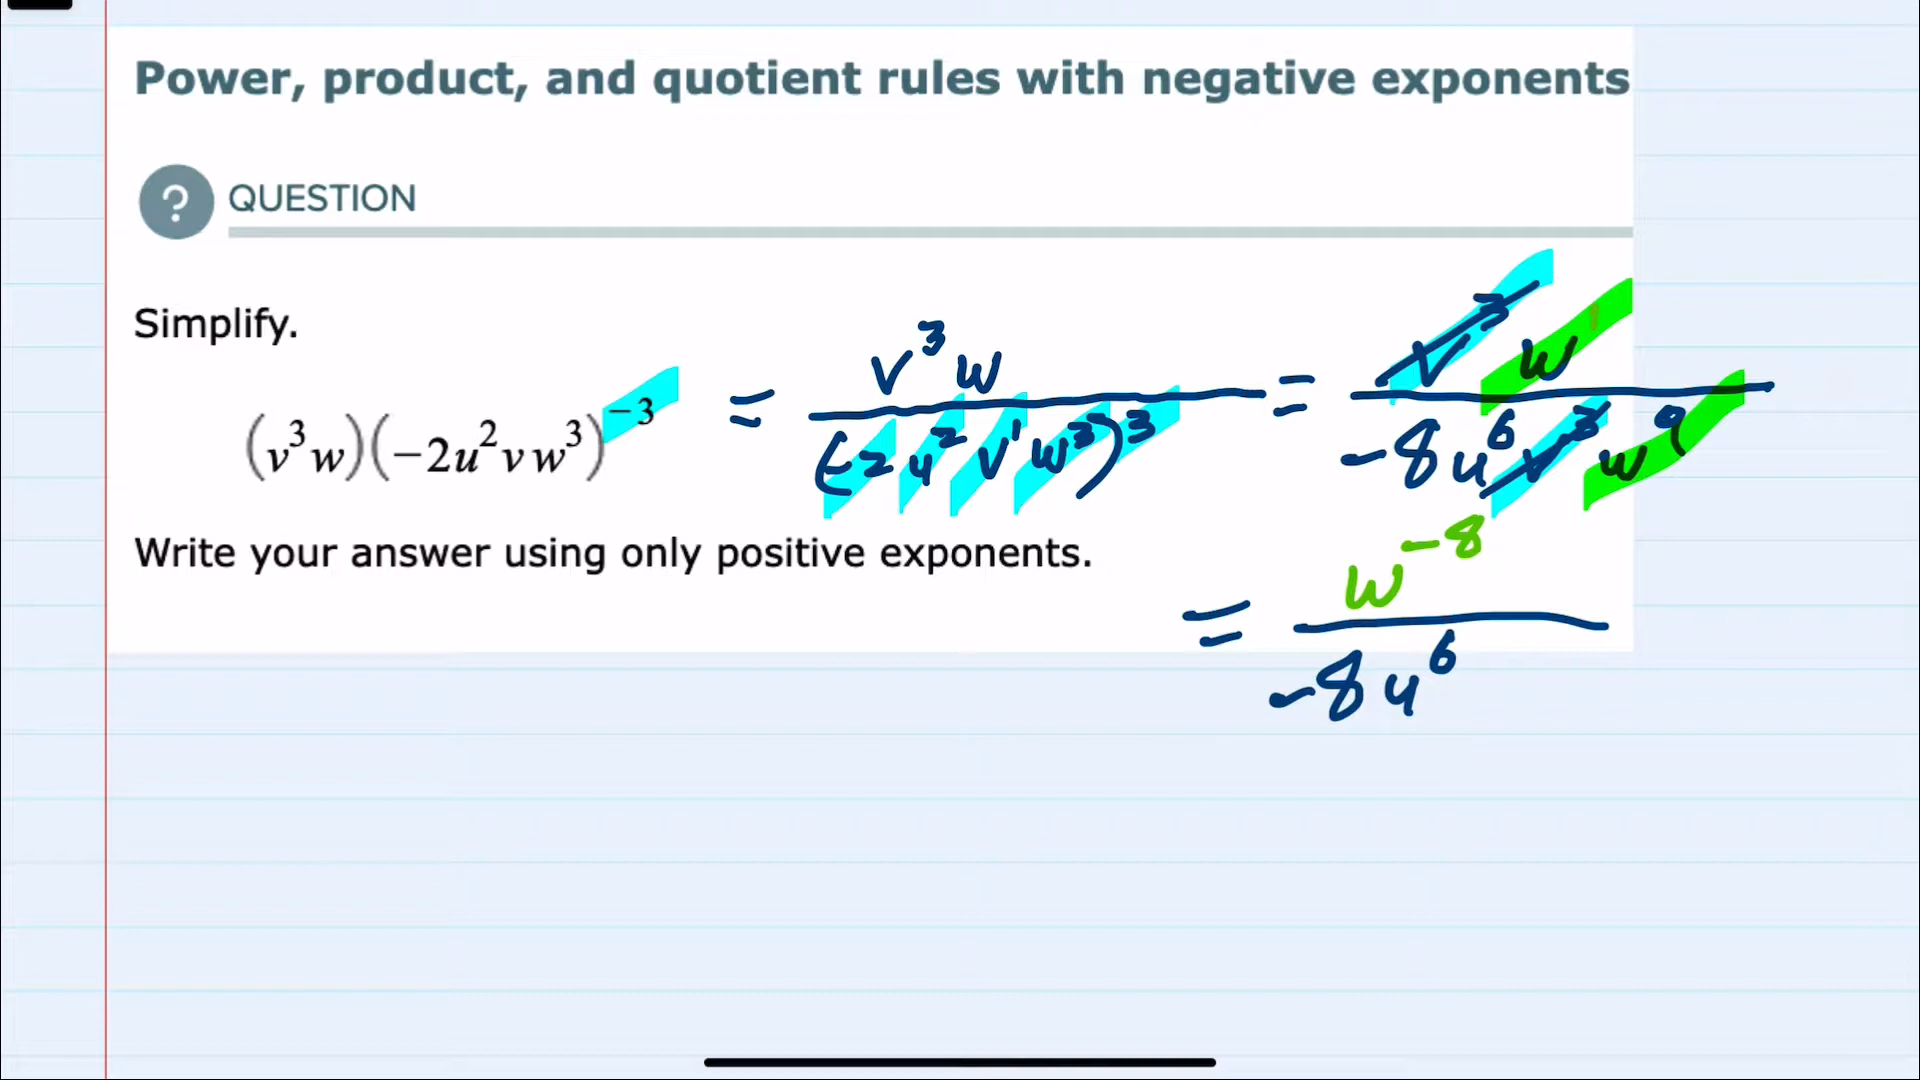 Power, product, and quotient rules with negative exponents
? QUESTION
Simplify.
(v³w)(−2u²vw³)⁻³ = v³w / (-2u²v¹w³)³ = v³w¹ / -8u⁶v³w⁹
Write your answer using only positive exponents.
= w⁻⁸ / -8u⁶